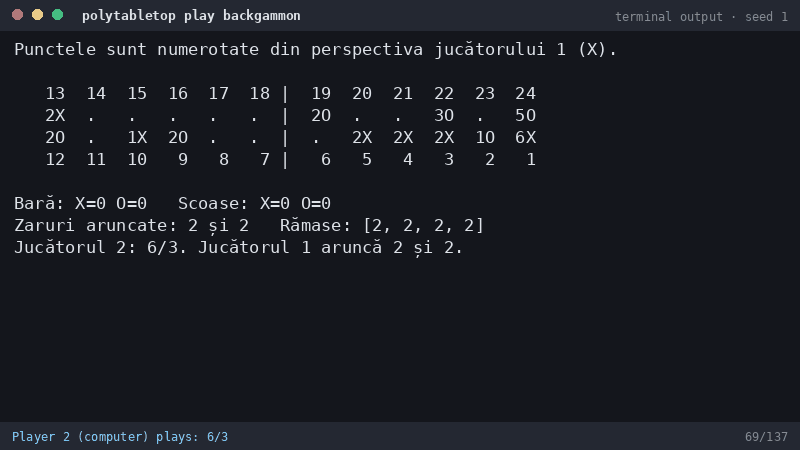 polytabletop play backgammon
terminal output · seed 1
Punctele sunt numerotate din perspectiva jucătorului 1 (X).
13 14 15 16 17 18 | 19 20 21 22 23 24
2X . . . . . | 2O . . 3O . 5O
2O . 1X 2O . . | . 2X 2X 2X 1O 6X
12 11 10 9 8 7 | 6 5 4 3 2 1
Bară: X=0 O=0 Scoase: X=0 O=0
Zaruri aruncate: 2 și 2 Rămase: [2, 2, 2, 2]
Jucătorul 2: 6/3. Jucătorul 1 aruncă 2 și 2.
Player 2 (computer) plays: 6/3
69/137